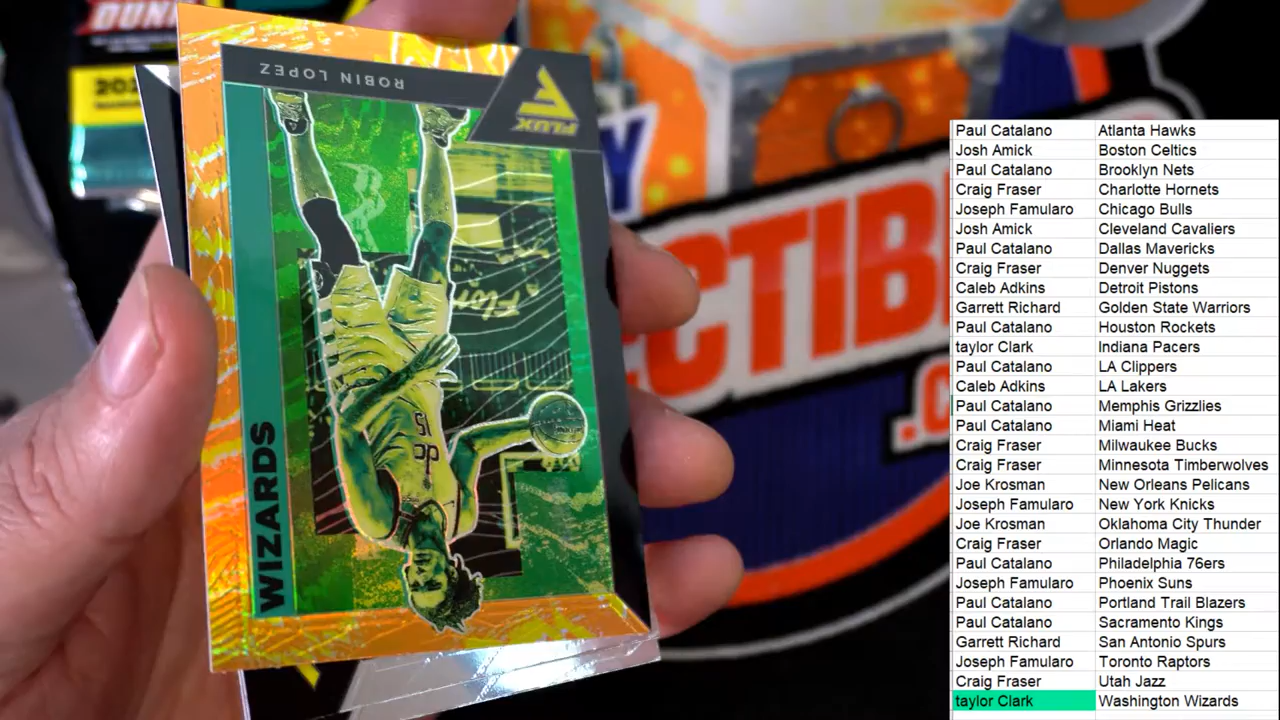 DUNK
202
ROBIN LOPEZ
FLUX
WIZARDS
15
Y
CTIB
.C
Paul Catalano Atlanta Hawks
Josh Amick Boston Celtics
Paul Catalano Brooklyn Nets
Craig Fraser Charlotte Hornets
Joseph Famularo Chicago Bulls
Josh Amick Cleveland Cavaliers
Paul Catalano Dallas Mavericks
Craig Fraser Denver Nuggets
Caleb Adkins Detroit Pistons
Garrett Richard Golden State Warriors
Paul Catalano Houston Rockets
taylor Clark Indiana Pacers
Paul Catalano LA Clippers
Caleb Adkins LA Lakers
Paul Catalano Memphis Grizzlies
Paul Catalano Miami Heat
Craig Fraser Milwaukee Bucks
Craig Fraser Minnesota Timberwolves
Joe Krosman New Orleans Pelicans
Joseph Famularo New York Knicks
Joe Krosman Oklahoma City Thunder
Craig Fraser Orlando Magic
Paul Catalano Philadelphia 76ers
Joseph Famularo Phoenix Suns
Paul Catalano Portland Trail Blazers
Paul Catalano Sacramento Kings
Garrett Richard San Antonio Spurs
Joseph Famularo Toronto Raptors
Craig Fraser Utah Jazz
taylor Clark Washington Wizards